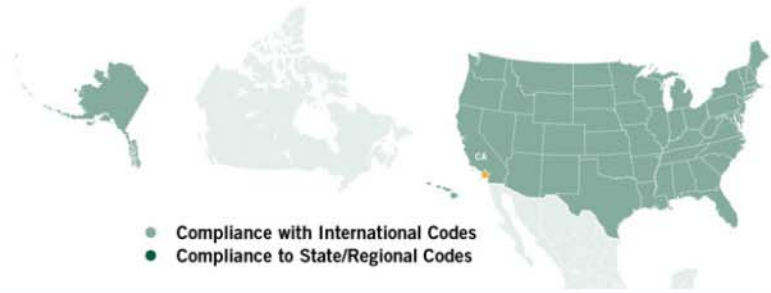 CA
Compliance with International Codes
Compliance to State/Regional Codes